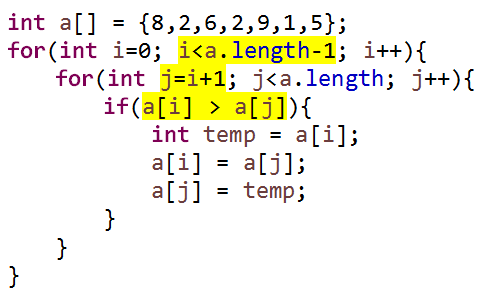 int a[] = {8,2,6,2,9,1,5};
for(int i=0; i<a.length-1; i++){
    for(int j=i+1; j<a.length; j++){
        if(a[i] > a[j]){
            int temp = a[i];
            a[i] = a[j];
            a[j] = temp;
        }
    }
}